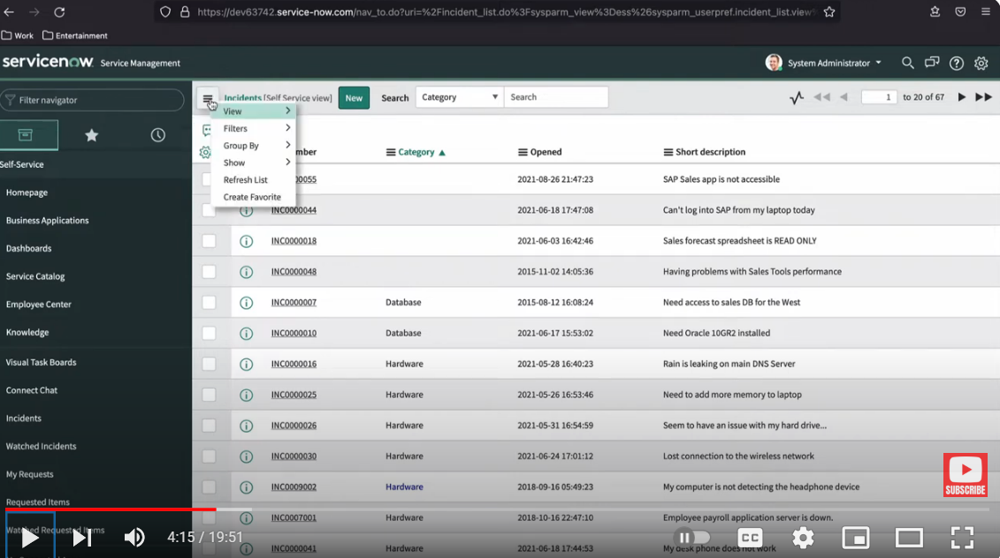 https://dev63742.service-now.com/nav_to.do?uri=%2Fincident_list.do%3Fsysparm_view%3Dess%26sysparm_userpref.incident_list.view
Work Entertainment
servicenow Service Management
System Administrator
Filter navigator
Incidents [Self Service view] New Search Category Search
1 to 20 of 67
View
Filters
Group By
Show
Refresh List
Create Favorite
Self-Service
Homepage
Business Applications
Dashboards
Service Catalog
Employee Center
Knowledge
Visual Task Boards
Connect Chat
Incidents
Watched Incidents
My Requests
Requested Items
Watched Requested Items
mber Category Opened Short description
0055 2021-08-26 21:47:23 SAP Sales app is not accessible
INC0000044 2021-06-18 17:47:08 Can't log into SAP from my laptop today
INC0000018 2021-06-03 16:42:46 Sales forecast spreadsheet is READ ONLY
INC0000048 2015-11-02 14:05:36 Having problems with Sales Tools performance
INC0000007 Database 2015-08-12 16:08:24 Need access to sales DB for the West
INC0000010 Database 2021-06-17 15:53:02 Need Oracle 10GR2 installed
INC0000016 Hardware 2021-05-28 16:40:23 Rain is leaking on main DNS Server
INC0000025 Hardware 2021-05-26 16:53:46 Need to add more memory to laptop
INC0000026 Hardware 2021-05-31 16:54:59 Seem to have an issue with my hard drive...
INC0000030 Hardware 2021-06-24 17:01:12 Lost connection to the wireless network
INC0009002 Hardware 2018-09-16 05:49:23 My computer is not detecting the headphone device
INC0007001 Hardware 2018-10-16 22:47:10 Employee payroll application server is down.
INC0000041 Hardware 2021-06-18 17:44:53 My desk phone does not work
SUBSCRIBE
4:15 / 19:51
CC